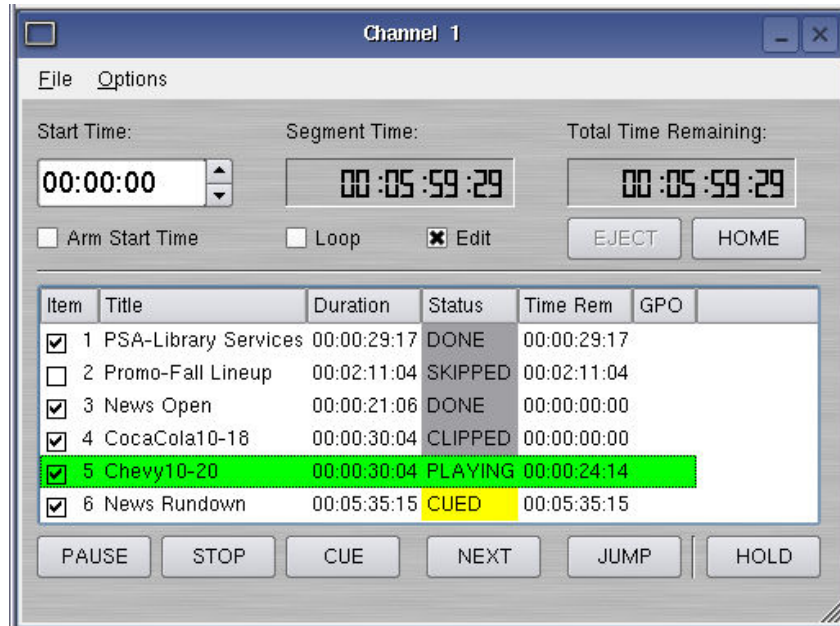 Channel 1
File Options
Start Time: Segment Time: Total Time Remaining:
00:00:00 00:05:59:29 00:05:59:29
Arm Start Time Loop Edit EJECT HOME
Item Title Duration Status Time Rem GPO
1 PSA-Library Services 00:00:29:17 DONE 00:00:29:17
2 Promo-Fall Lineup 00:02:11:04 SKIPPED 00:02:11:04
3 News Open 00:00:21:06 DONE 00:00:00:00
4 CocaCola10-18 00:00:30:04 CLIPPED 00:00:00:00
5 Chevy10-20 00:00:30:04 PLAYING 00:00:24:14
6 News Rundown 00:05:35:15 CUED 00:05:35:15
PAUSE STOP CUE NEXT JUMP HOLD